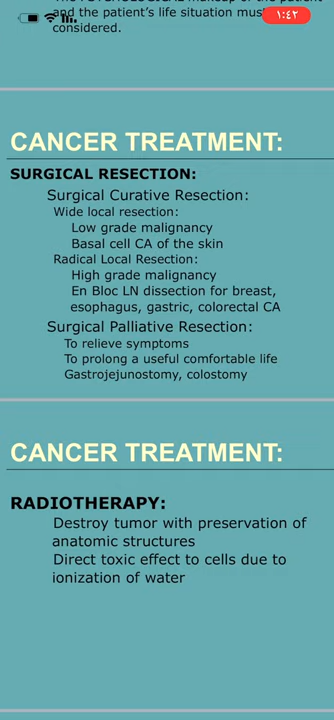 and the patient's life situation mus
١:٤٢
considered.
CANCER TREATMENT:
SURGICAL RESECTION:
Surgical Curative Resection:
Wide local resection:
Low grade malignancy
Basal cell CA of the skin
Radical Local Resection:
High grade malignancy
En Bloc LN dissection for breast,
esophagus, gastric, colorectal CA
Surgical Palliative Resection:
To relieve symptoms
To prolong a useful comfortable life
Gastrojejunostomy, colostomy
CANCER TREATMENT:
RADIOTHERAPY:
Destroy tumor with preservation of
anatomic structures
Direct toxic effect to cells due to
ionization of water